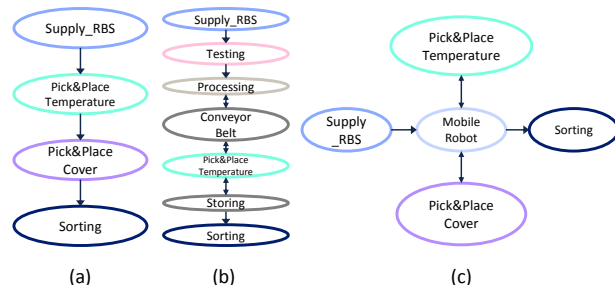 Supply_RBS
Pick&Place
Temperature
Pick&Place
Cover
Sorting
(a)
Supply_RBS
Testing
Processing
Conveyor
Belt
Pick&Place
Temperature
Storing
Sorting
(b)
Pick&Place
Temperature
Supply
_RBS
Mobile
Robot
Sorting
Pick&Place
Cover
(c)